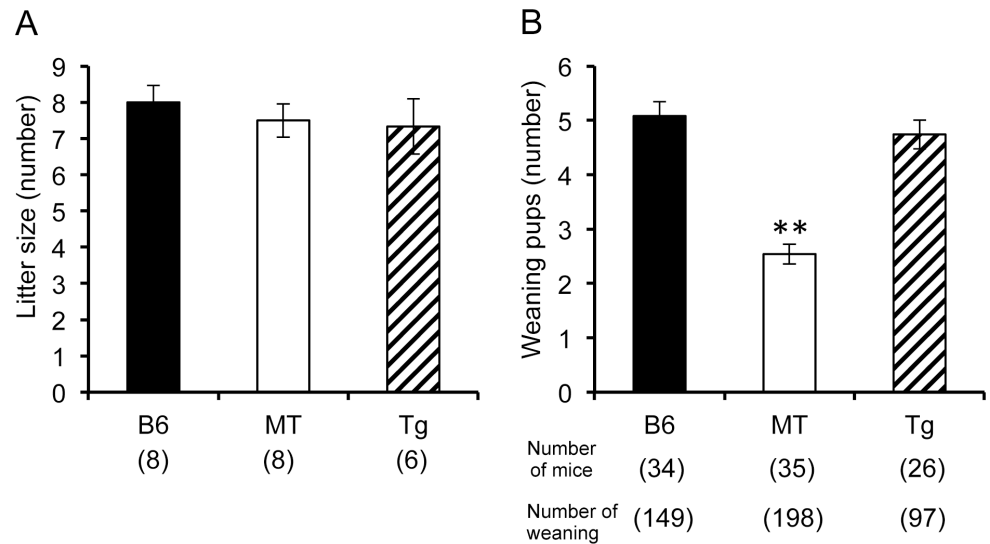 A
Litter size (number)
9
8
7
6
5
4
3
2
1
0
B6 MT Tg
(8) (8) (6)
B
Weaning pups (number)
6
5
4
3
2
1
0
**
B6 MT Tg
Number
of mice (34) (35) (26)
Number of
weaning (149) (198) (97)